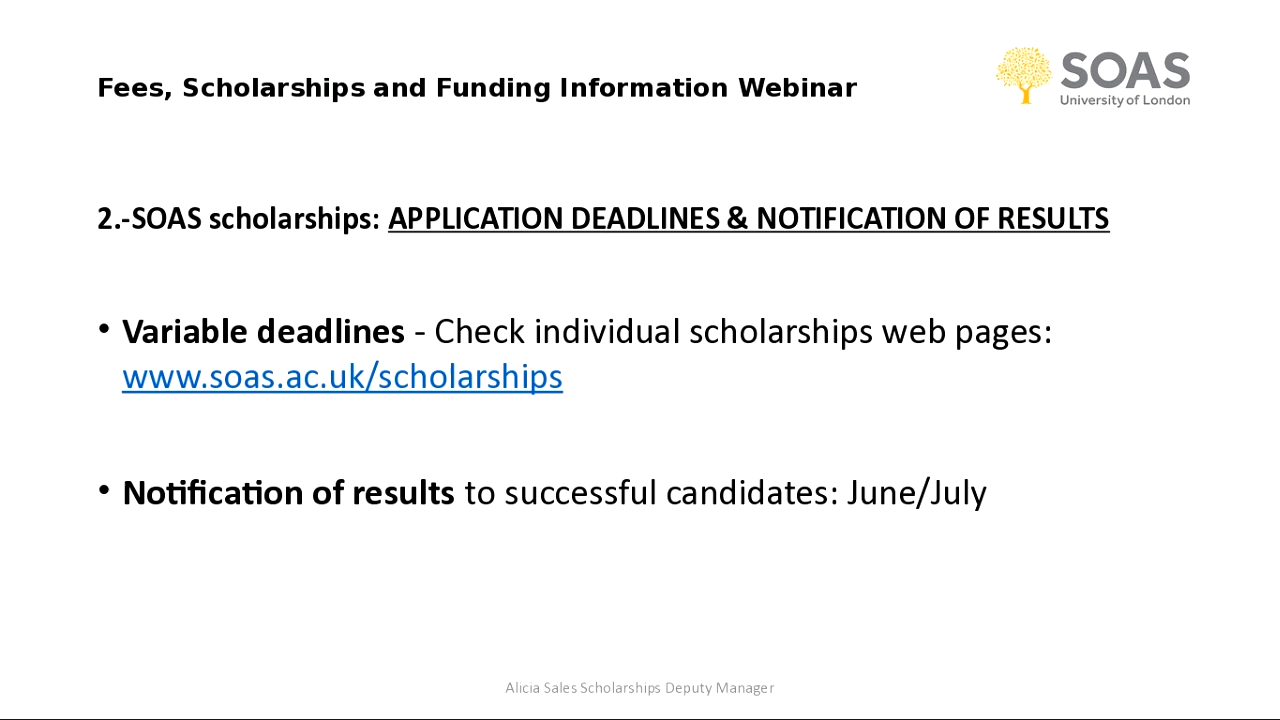 Fees, Scholarships and Funding Information Webinar
SOAS
University of London
2.-SOAS scholarships: APPLICATION DEADLINES & NOTIFICATION OF RESULTS
• Variable deadlines - Check individual scholarships web pages:
www.soas.ac.uk/scholarships
• Notification of results to successful candidates: June/July
Alicia Sales Scholarships Deputy Manager